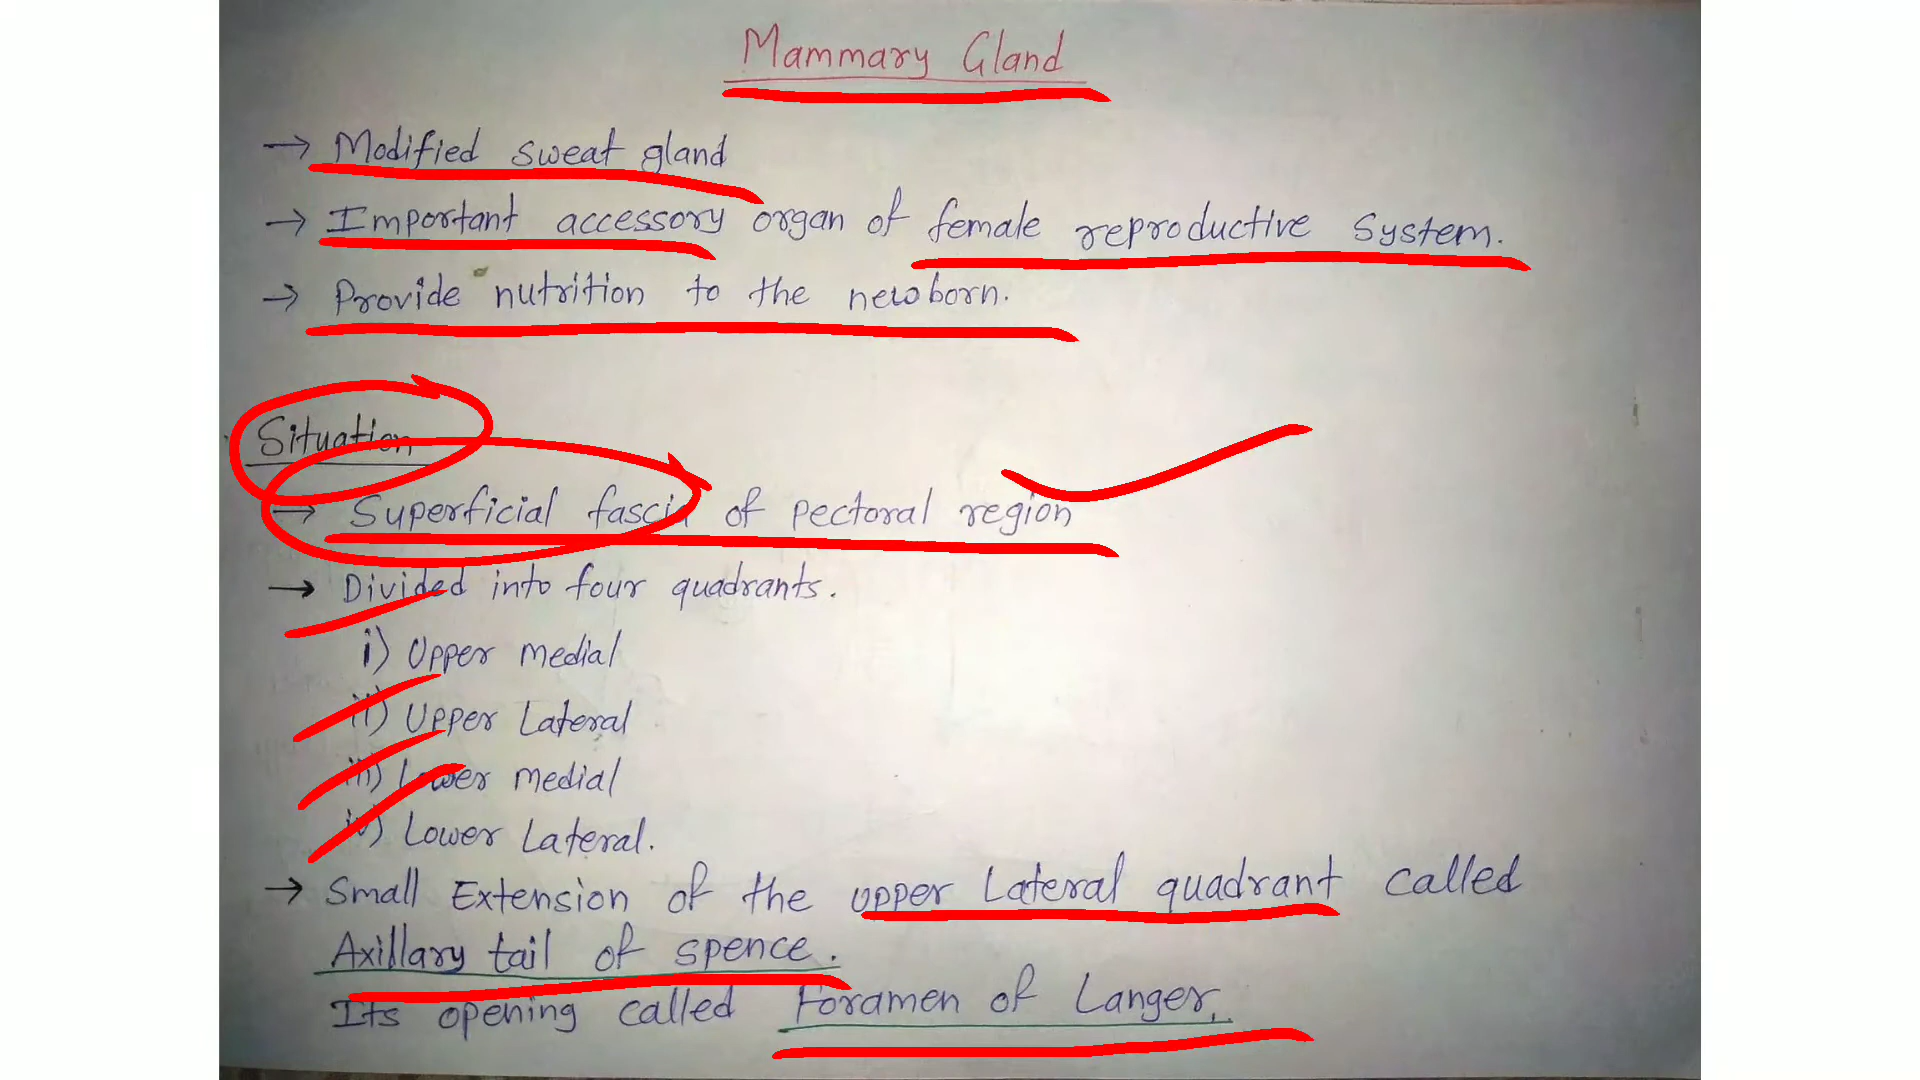 Mammary Gland
→ Modified sweat gland
→ Important accessory organ of female reproductive System.
→ Provide nutrition to the newborn.
Situation
→ Superficial fascia of pectoral region
→ Divided into four quadrants.
i) Upper medial
ii) Upper Lateral
iii) Lower medial
iv) Lower Lateral.
→ Small Extension of the upper Lateral quadrant called
Axillary tail of spence.
Its opening called Foramen of Langer.